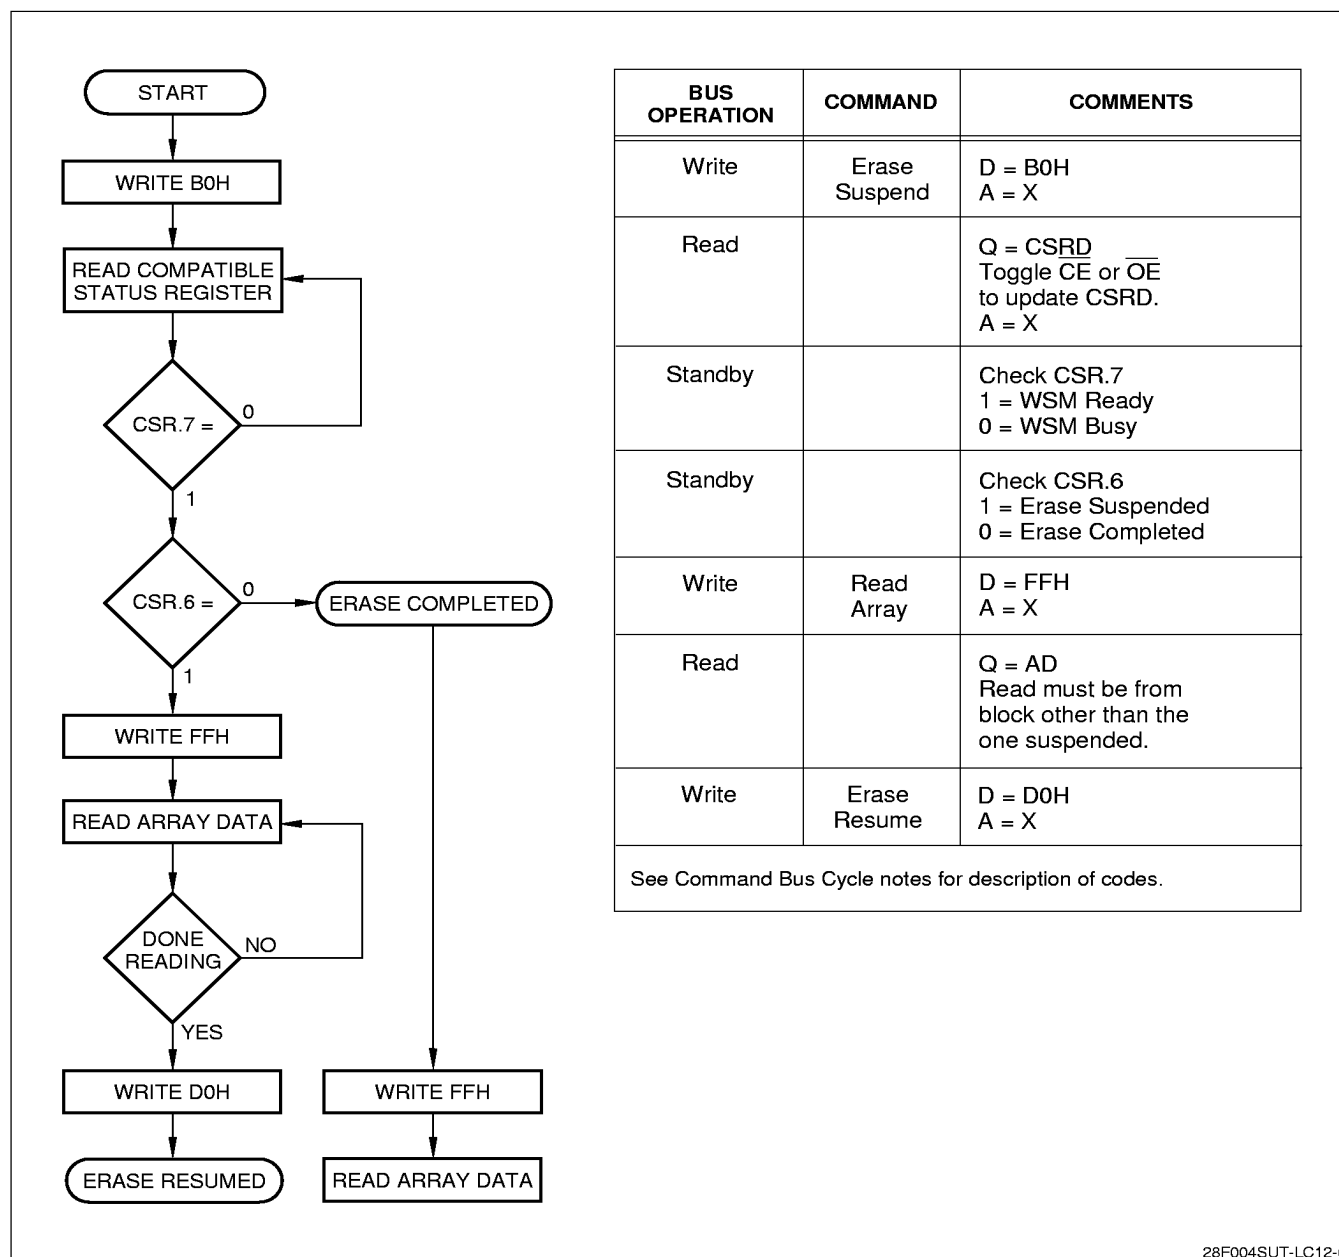 START
WRITE B0H
READ COMPATIBLE
STATUS REGISTER
CSR.7 =
0
1
CSR.6 =
0
ERASE COMPLETED
1
WRITE FFH
READ ARRAY DATA
DONE
READING
NO
YES
WRITE D0H
WRITE FFH
ERASE RESUMED
READ ARRAY DATA
BUS
OPERATION
COMMAND
COMMENTS
Write
Erase
Suspend
D = B0H
A = X
Read
Q = CSRD
Toggle C̅E̅ or O̅E̅
to update CSRD.
A = X
Standby
Check CSR.7
1 = WSM Ready
0 = WSM Busy
Standby
Check CSR.6
1 = Erase Suspended
0 = Erase Completed
Write
Read
Array
D = FFH
A = X
Read
Q = AD
Read must be from
block other than the
one suspended.
Write
Erase
Resume
D = D0H
A = X
See Command Bus Cycle notes for description of codes.